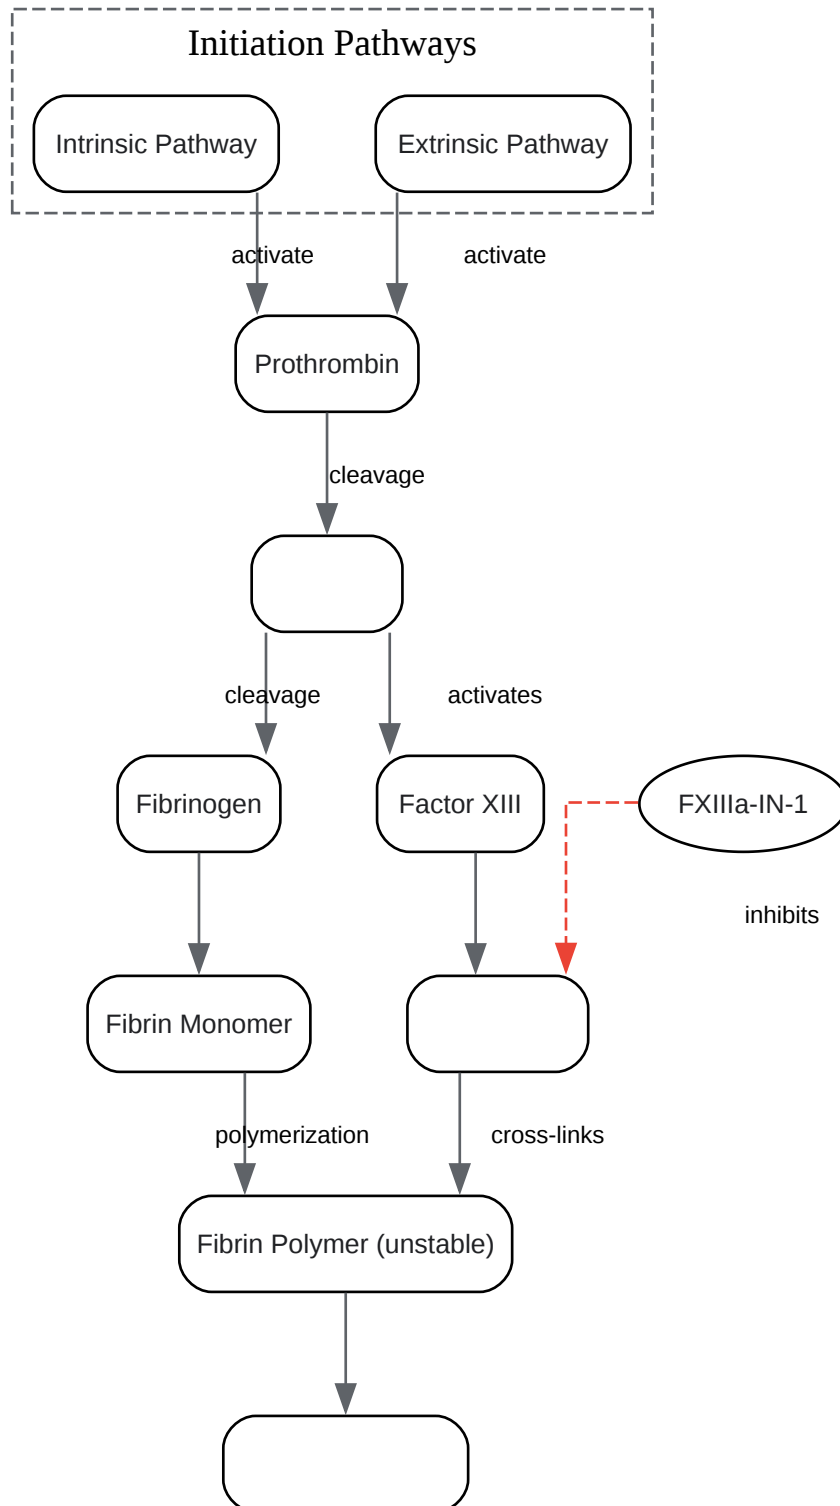 Initiation Pathways
Intrinsic Pathway
Extrinsic Pathway
activate
activate
Prothrombin
cleavage
cleavage
activates
Fibrinogen
Factor XIII
FXIIIa-IN-1
inhibits
Fibrin Monomer
polymerization
cross-links
Fibrin Polymer (unstable)